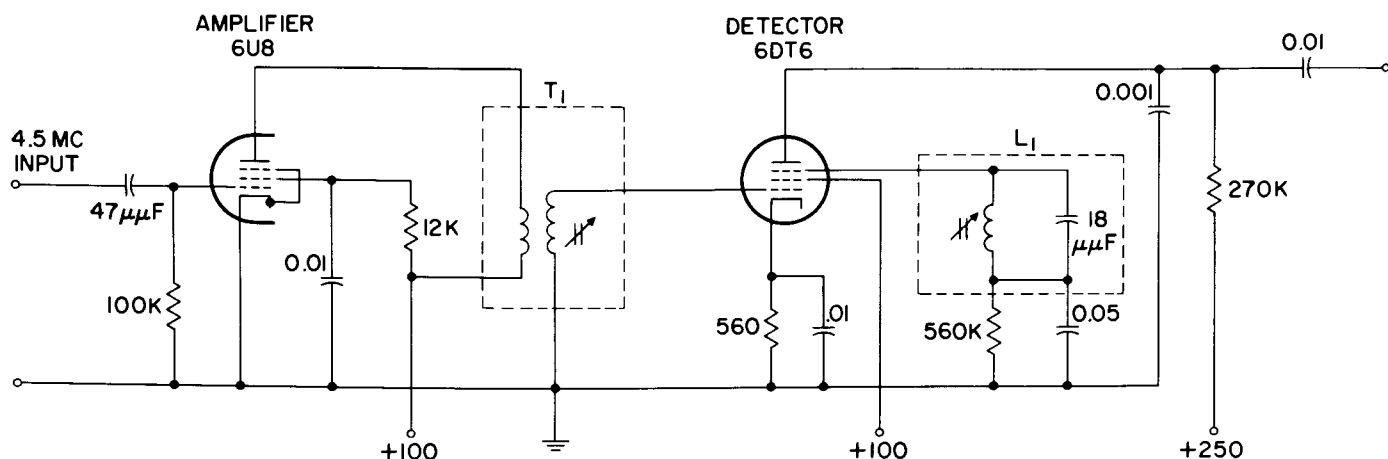 AMPLIFIER
6U8
DETECTOR
6DT6
0.01
T1
0.001
4.5 MC
INPUT
L1
47μμF
12K
270K
18
μμF
0.01
100K
560
.01
560K
0.05
+100
+100
+250